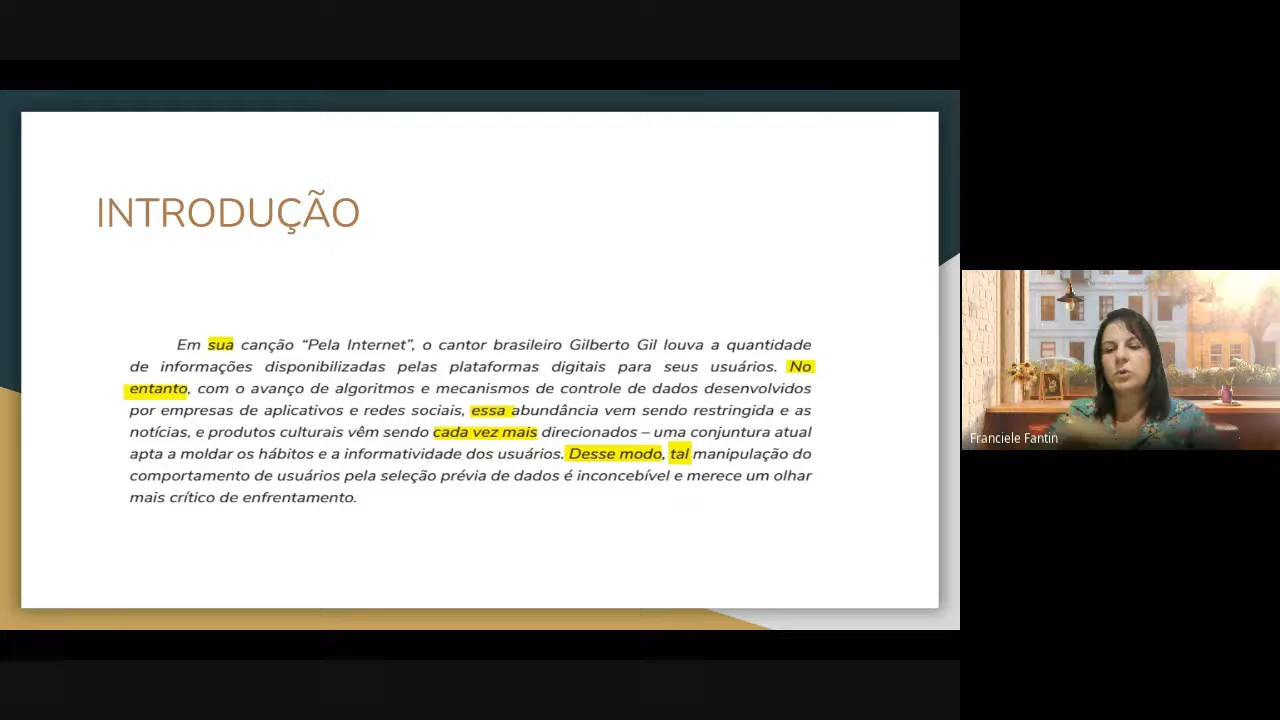 INTRODUÇÃO
Em sua canção “Pela Internet”, o cantor brasileiro Gilberto Gil louva a quantidade
de informações disponibilizadas pelas plataformas digitais para seus usuários. No
entanto, com o avanço de algoritmos e mecanismos de controle de dados desenvolvidos
por empresas de aplicativos e redes sociais, essa abundância vem sendo restringida e as
notícias, e produtos culturais vêm sendo cada vez mais direcionados – uma conjuntura atual
apta a moldar os hábitos e a informatividade dos usuários. Desse modo, tal manipulação do
comportamento de usuários pela seleção prévia de dados é inconcebível e merece um olhar
mais crítico de enfrentamento.
Franciele Fantin